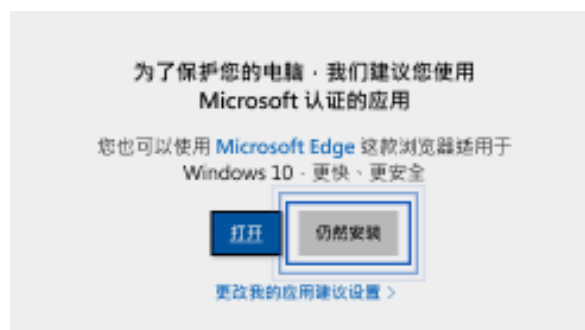 为了保护您的电脑，我们建议您使用
Microsoft 认证的应用
您也可以使用 Microsoft Edge 这款浏览器适用于
Windows 10 - 更快、更安全
打开
仍然安装
更改我的应用建议设置 >